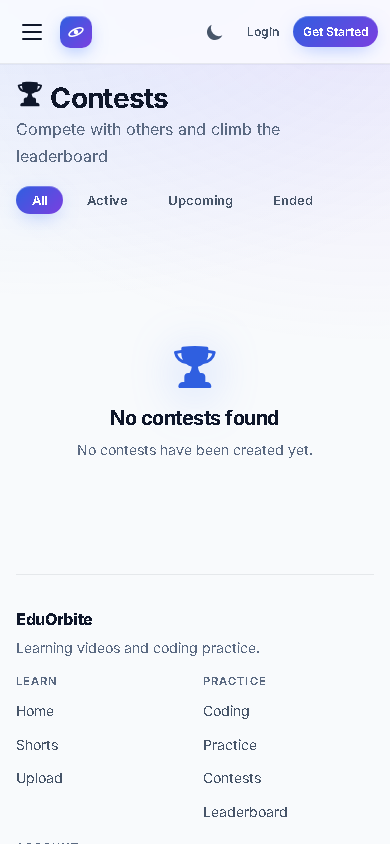 Login
Get Started
Contests
Compete with others and climb the
leaderboard
All
Active
Upcoming
Ended
No contests found
No contests have been created yet.
EduOrbite
Learning videos and coding practice.
LEARN
PRACTICE
Home
Coding
Shorts
Practice
Upload
Contests
Leaderboard